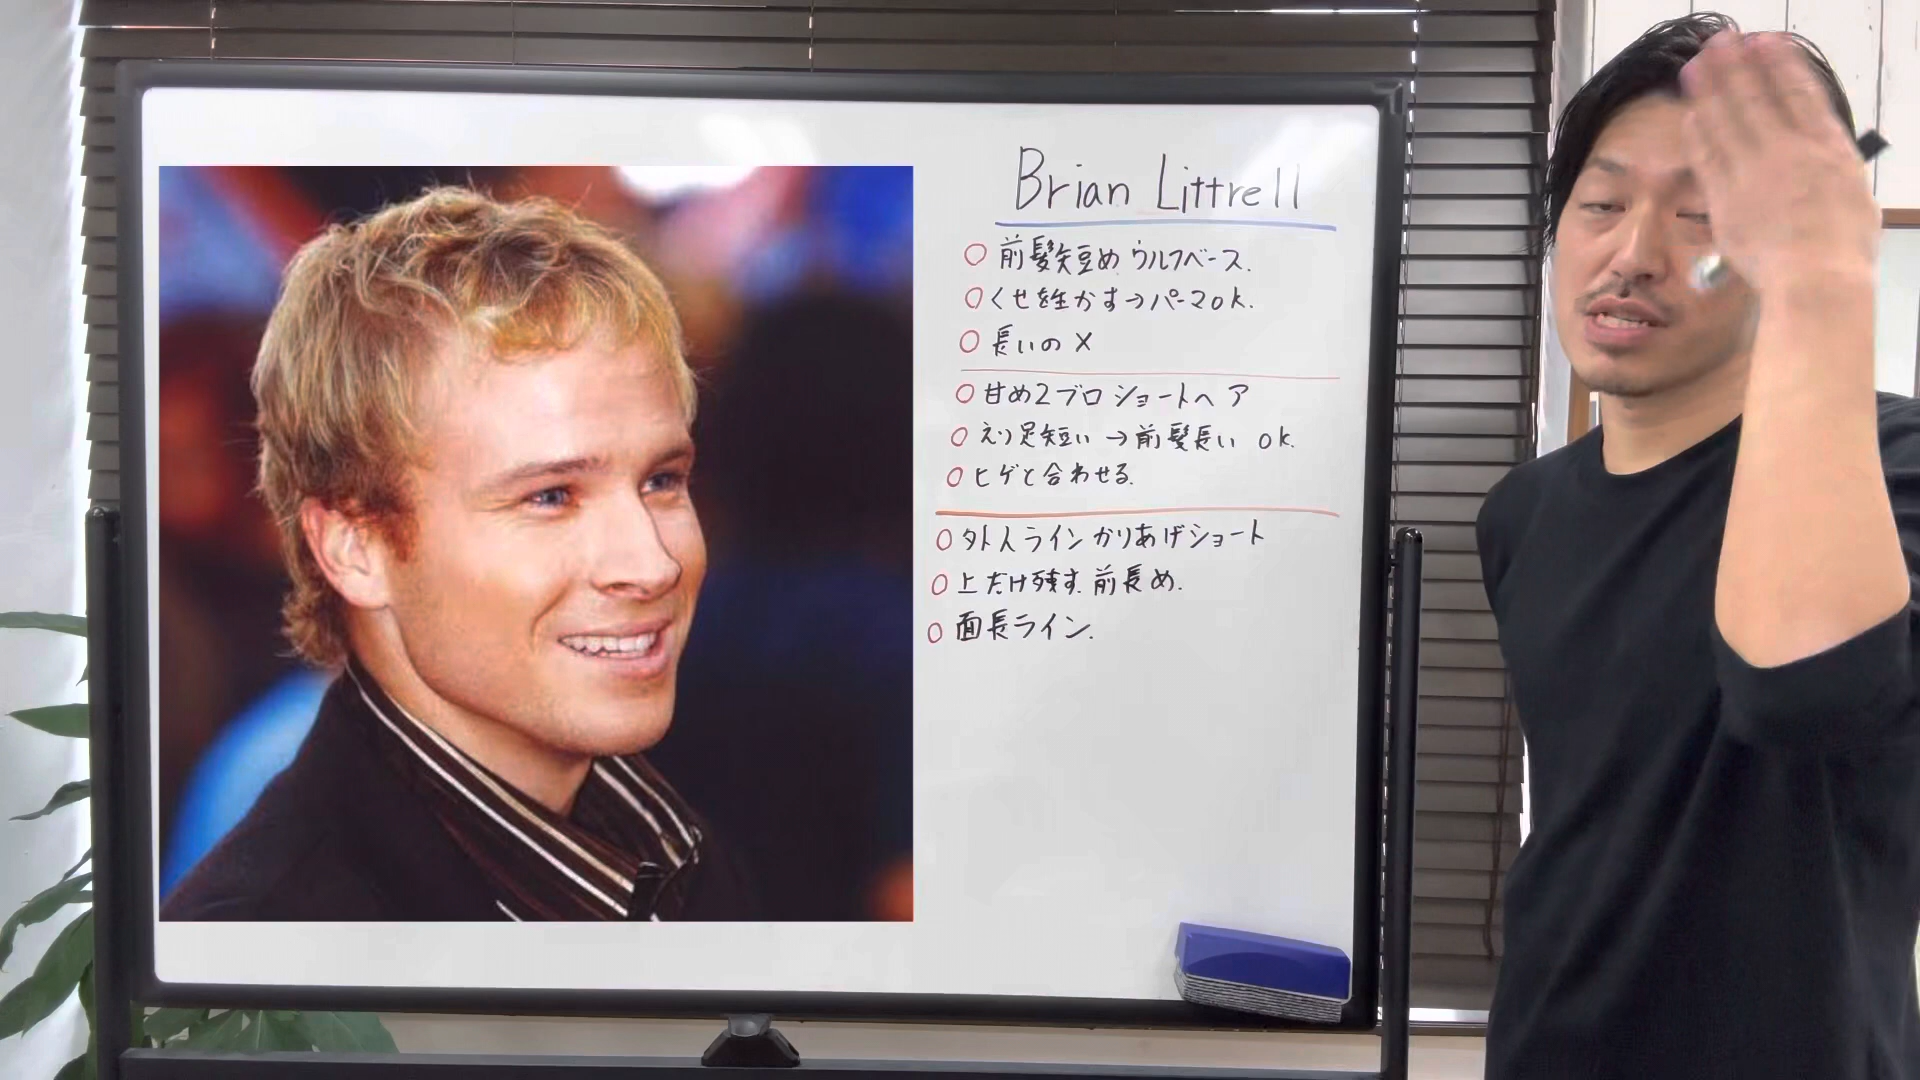 Brian Littrell
○ 前髪短め ウルフベース.
○ くせを生かす→パーマok.
○ 長いの ×
○ 甘め2ブロ ショートヘア
○ えり足短い → 前髪長い ok.
○ ヒゲと合わせる.
○ 外人ライン かりあげショート
○ 上だけ残す. 前長め.
○ 面長ライン.